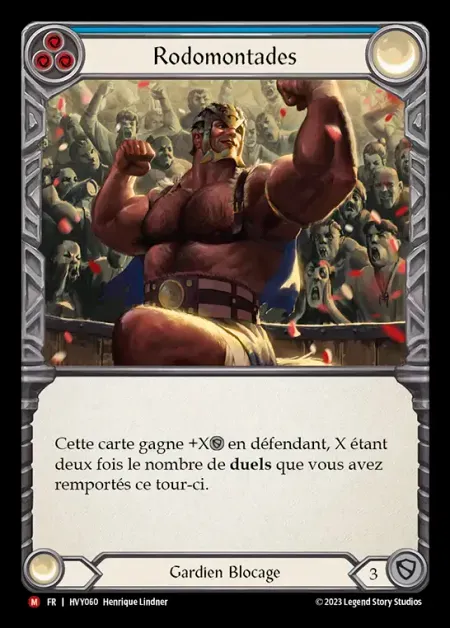 Rodomontades
Cette carte gagne +X en défendant, X étant
deux fois le nombre de duels que vous avez
remportés ce tour-ci.
Gardien Blocage
3
M FR | HVY060 Henrique Lindner
© 2023 Legend Story Studios